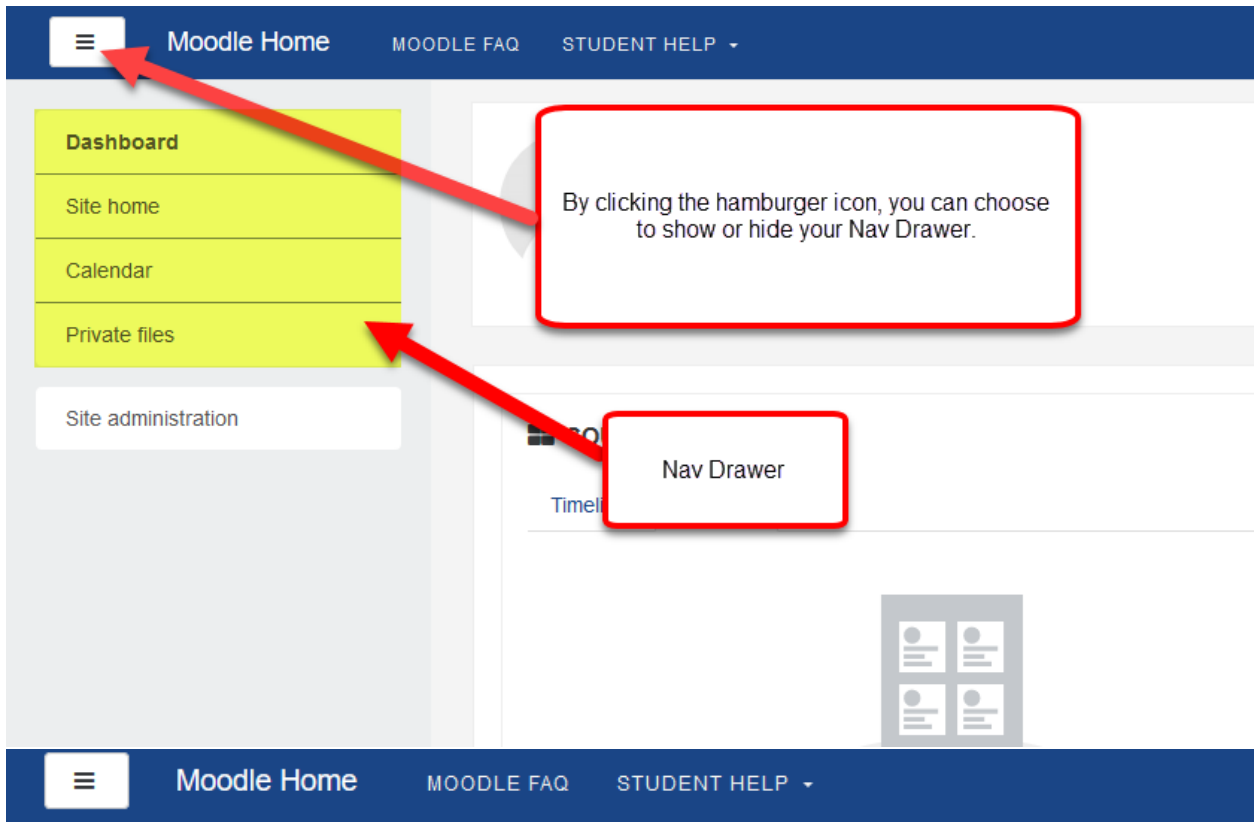 Moodle Home MOODLE FAQ STUDENT HELP
Dashboard
Site home
Calendar
Private files
Site administration
By clicking the hamburger icon, you can choose
to show or hide your Nav Drawer.
Nav Drawer
Moodle Home MOODLE FAQ STUDENT HELP